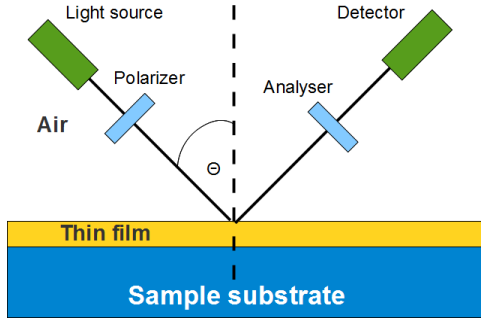 Light source
Detector
Polarizer
Analyser
Air
Θ
Thin film
Sample substrate